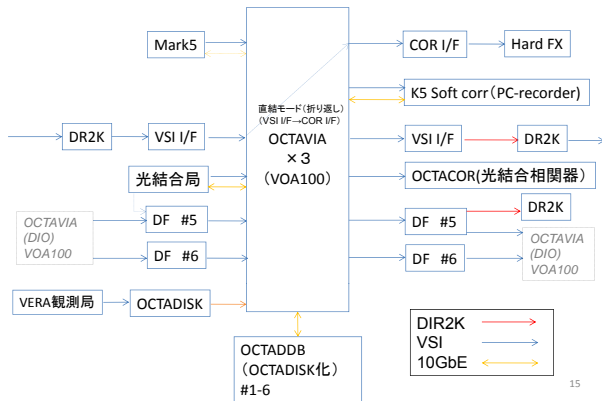 Mark5
COR I/F
Hard FX
K5 Soft corr(PC-recorder)
直結モード(折り返し)
(VSI I/F→COR I/F)
OCTAVIA
×3
(VOA100)
DR2K
VSI I/F
VSI I/F
DR2K
光結合局
OCTACOR(光結合相関器)
DR2K
OCTAVIA
(DIO)
VOA100
DF #5
DF #6
DF #5
DF #6
OCTAVIA
(DIO)
VOA100
VERA観測局
OCTADISK
OCTADDB
(OCTADISK化)
#1-6
DIR2K
VSI
10GbE
15